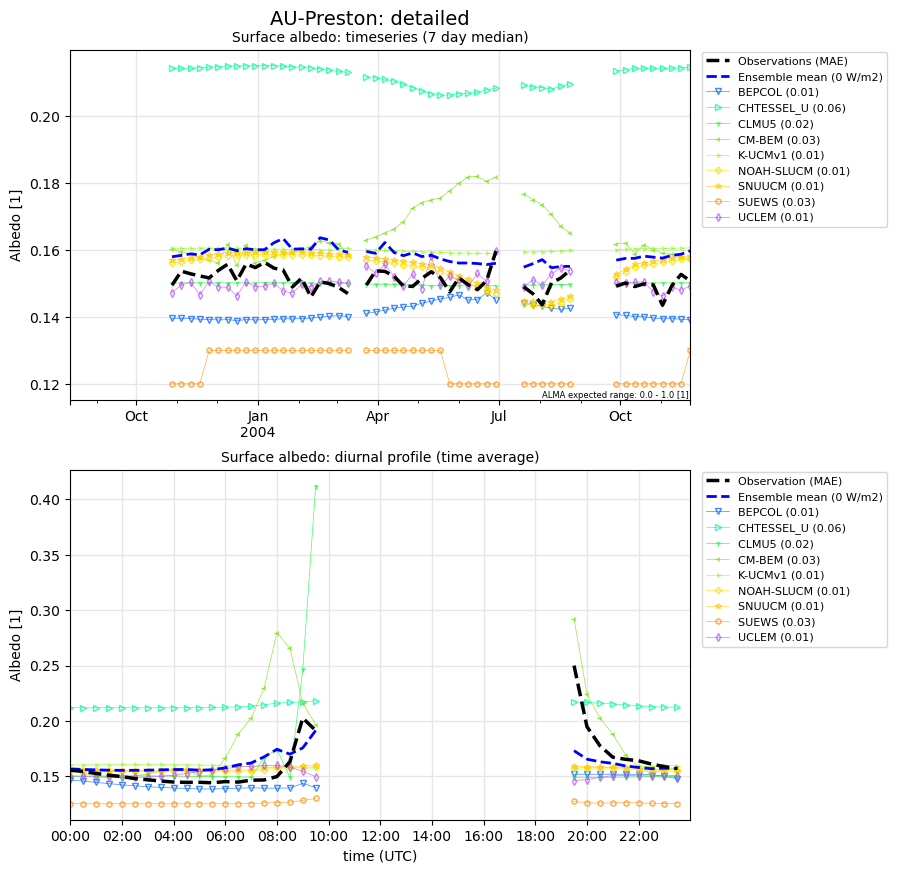 AU-Preston: detailed
Surface albedo: timeseries (7 day median)
Albedo [1]
0.20
0.18
0.16
0.14
0.12
Oct
Jan
2004
Apr
Jul
Oct
ALMA expected range: 0.0 - 1.0 [1]
Observations (MAE)
Ensemble mean (0 W/m2)
BEPCOL (0.01)
CHTESSEL_U (0.06)
CLMU5 (0.02)
CM-BEM (0.03)
K-UCMv1 (0.01)
NOAH-SLUCM (0.01)
SNUUCM (0.01)
SUEWS (0.03)
UCLEM (0.01)
Surface albedo: diurnal profile (time average)
Albedo [1]
0.40
0.35
0.30
0.25
0.20
0.15
00:00
02:00
04:00
06:00
08:00
10:00
12:00
14:00
16:00
18:00
20:00
22:00
time (UTC)
Observation (MAE)
Ensemble mean (0 W/m2)
BEPCOL (0.01)
CHTESSEL_U (0.06)
CLMU5 (0.02)
CM-BEM (0.03)
K-UCMv1 (0.01)
NOAH-SLUCM (0.01)
SNUUCM (0.01)
SUEWS (0.03)
UCLEM (0.01)